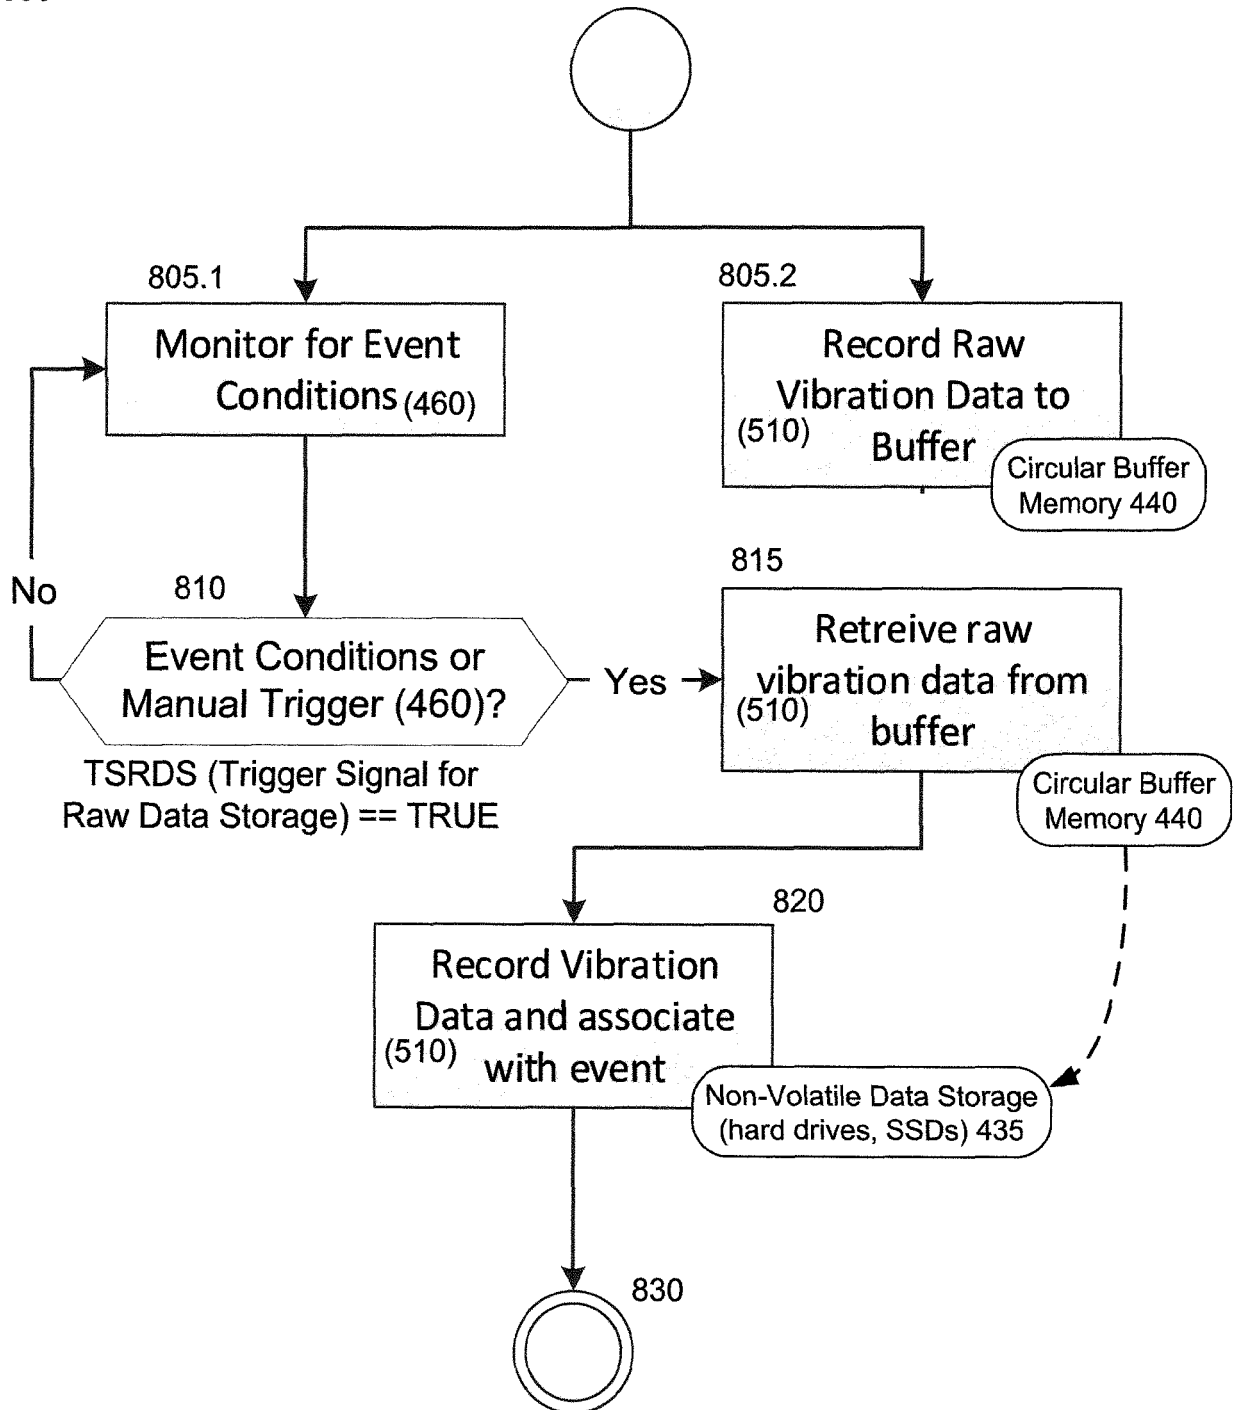 805.1
Monitor for Event
Conditions (460)
805.2
Record Raw
Vibration Data to
(510)
Buffer
Circular Buffer
Memory 440
No
810
Event Conditions or
Manual Trigger (460)?
Yes
TSRDS (Trigger Signal for
Raw Data Storage) == TRUE
815
Retreive raw
vibration data from
(510)
buffer
Circular Buffer
Memory 440
820
Record Vibration
Data and associate
(510)
with event
Non-Volatile Data Storage
(hard drives, SSDs) 435
830